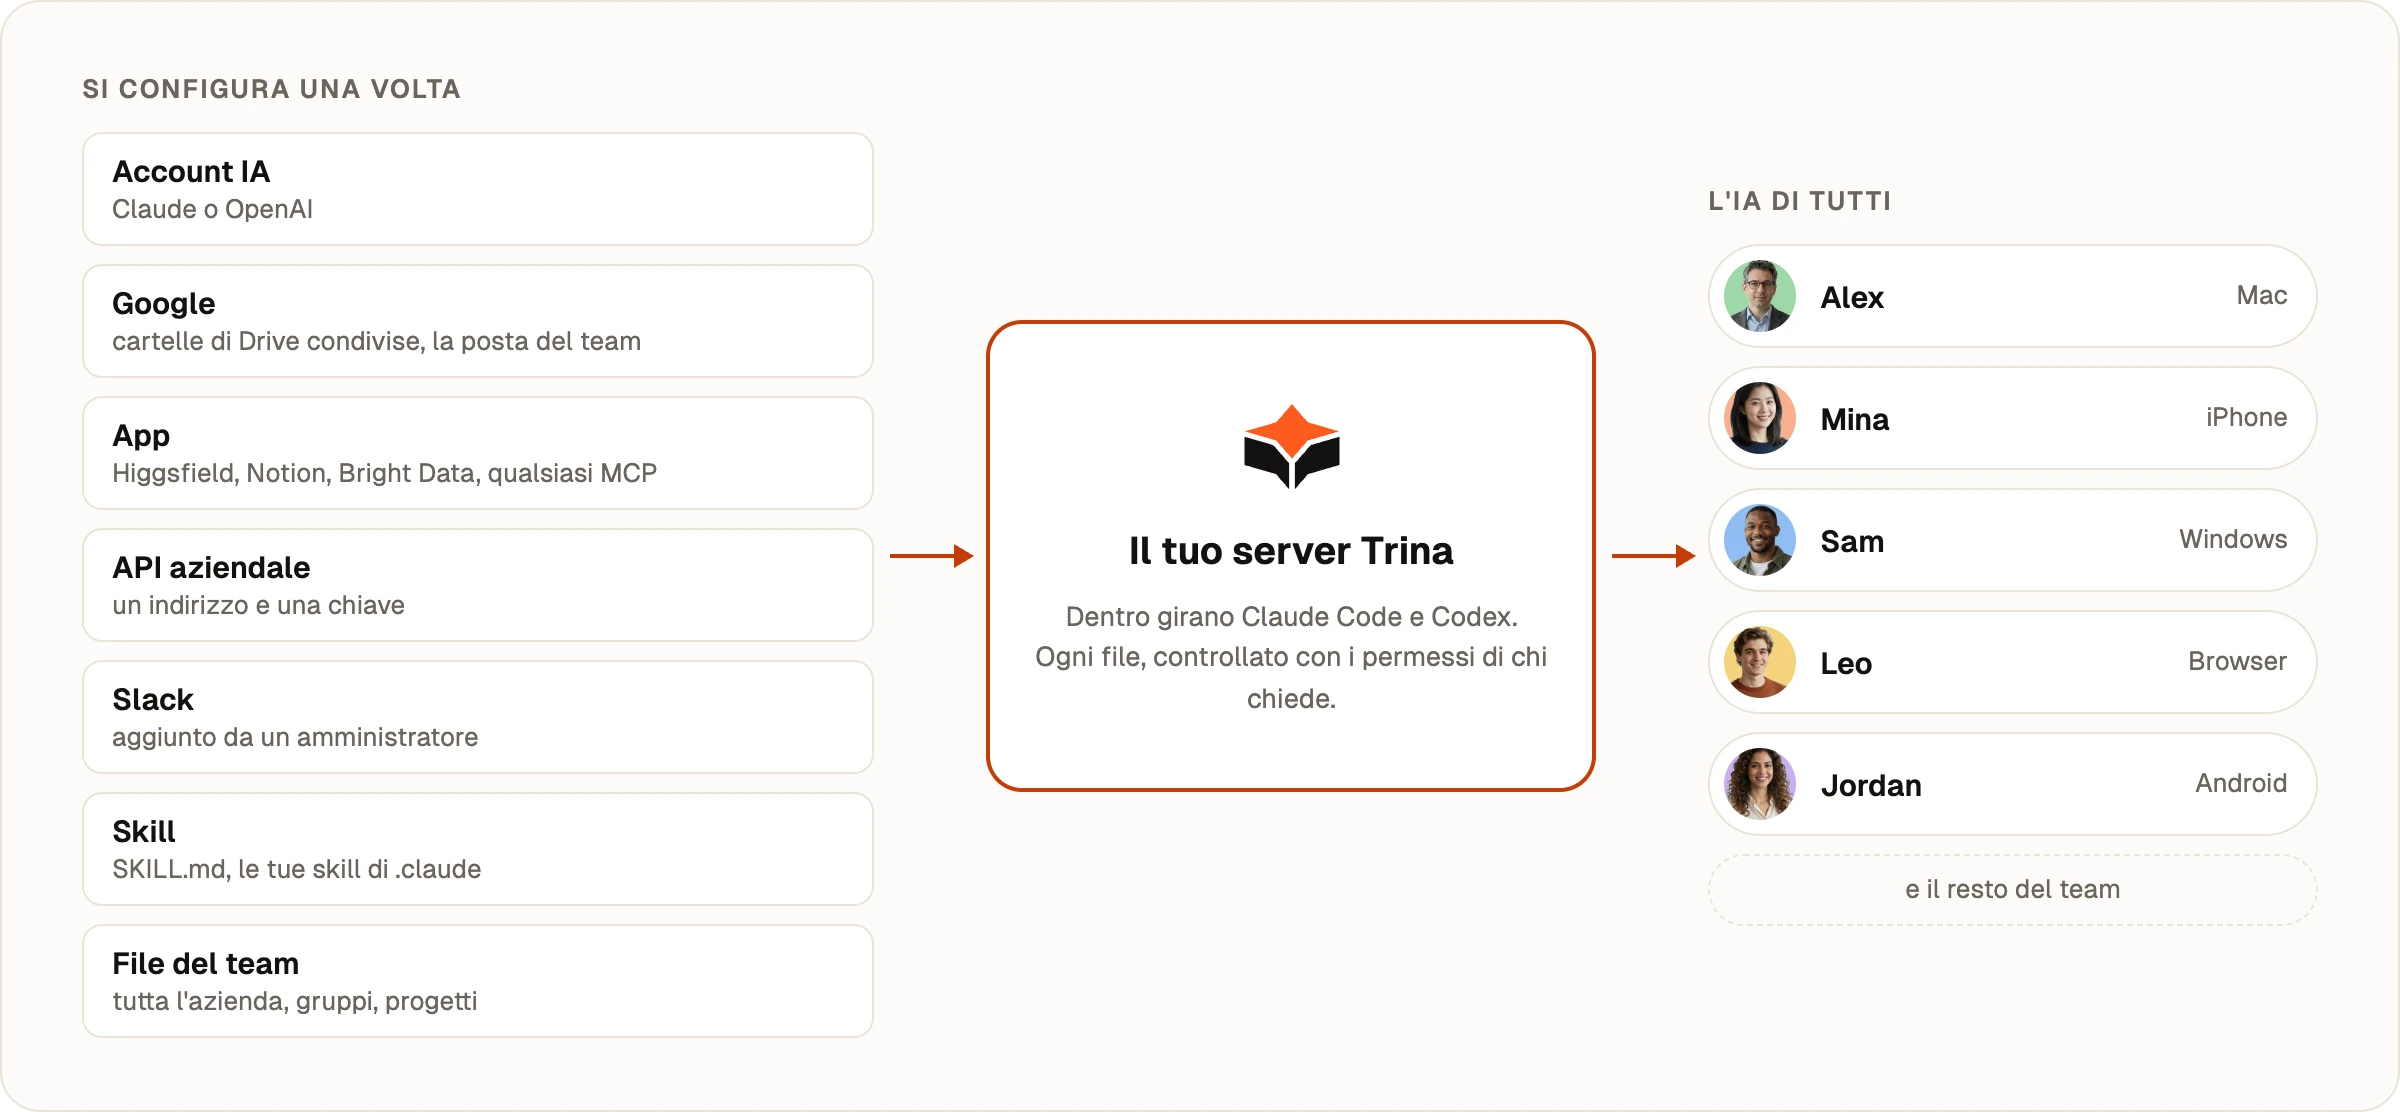 SI CONFIGURA UNA VOLTA
Account IA
Claude o OpenAI
Google
cartelle di Drive condivise, la posta del team
App
Higgsfield, Notion, Bright Data, qualsiasi MCP
API aziendale
un indirizzo e una chiave
Slack
aggiunto da un amministratore
Skill
SKILL.md, le tue skill di .claude
File del team
tutta l'azienda, gruppi, progetti
Il tuo server Trina
Dentro girano Claude Code e Codex.
Ogni file, controllato con i permessi di chi
chiede.
L'IA DI TUTTI
Alex Mac
Mina iPhone
Sam Windows
Leo Browser
Jordan Android
e il resto del team